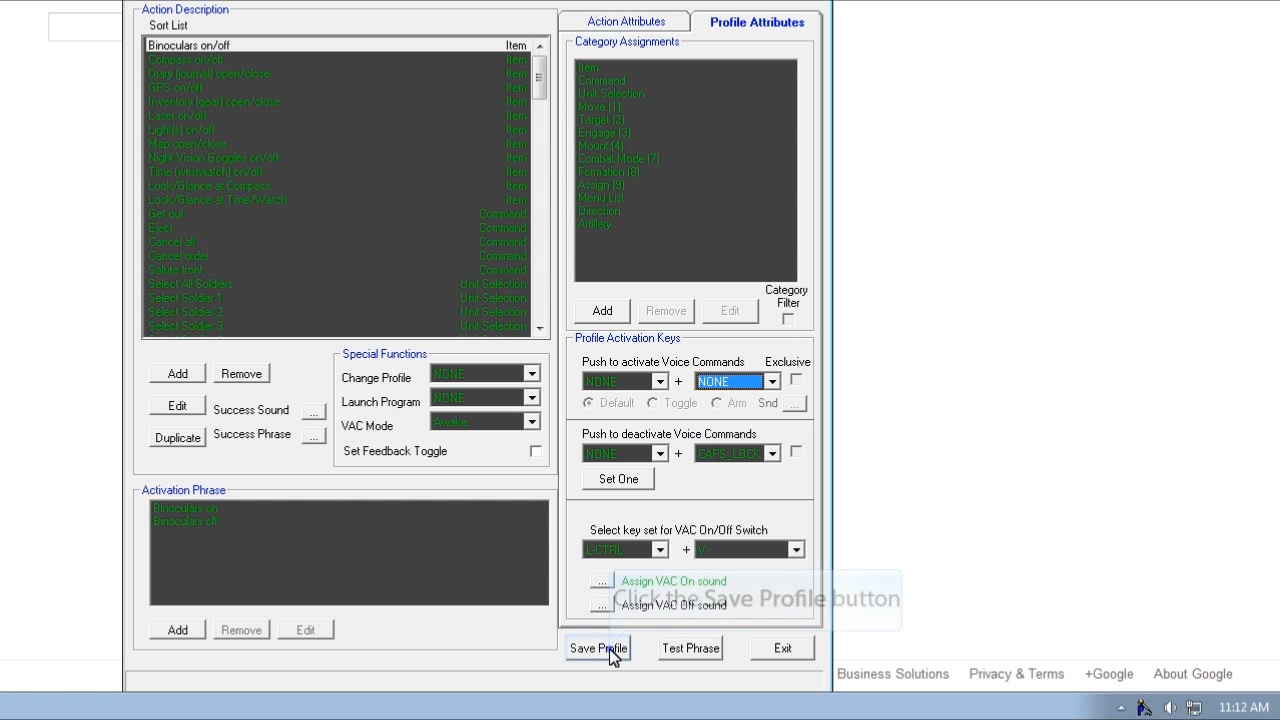 Action Description
Sort List
Binoculars on/off Item
Compass on/off Item
Diary (journal) open/close Item
GPS on/off Item
Inventory (gear) open/close Item
Laser on/off Item
Light(s) on/off Item
Map open/close Item
Night Vision Goggles on/off Item
Time (wristwatch) on/off Item
Look/Glance at Compass Item
Look/Glance at Time/Watch Item
Get out Command
Eject Command
Cancel all Command
Cancel order Command
Salute front Command
Select All Soldiers Unit Selection
Select Soldier 1 Unit Selection
Select Soldier 2 Unit Selection
Select Soldier 3 Unit Selection
Add Remove
Edit
Success Sound ...
Duplicate Success Phrase ...
Special Functions
Change Profile NONE
Launch Program NONE
VAC Mode Awake
Set Feedback Toggle
Activation Phrase
Binoculars on
Binoculars off
Add Remove Edit
Action Attributes Profile Attributes
Category Assignments
Item
Command
Unit Selection
Move (1)
Target (2)
Engage (3)
Mount (4)
Combat Mode (7)
Formation (8)
Assign (9)
Menu List
Direction
Artillery
Add Remove Edit
Category
Filter
Profile Activation Keys
Push to activate Voice Commands Exclusive
NONE + NONE
Default Toggle Arm Snd ...
Push to deactivate Voice Commands
NONE + CAPS_LOCK
Set One
Select key set for VAC On/Off Switch
L-CTRL + V
... Assign VAC On sound
... Assign VAC Off sound
Click the Save Profile button
Save Profile Test Phrase Exit
Business Solutions Privacy & Terms +Google About Google
11:12 AM